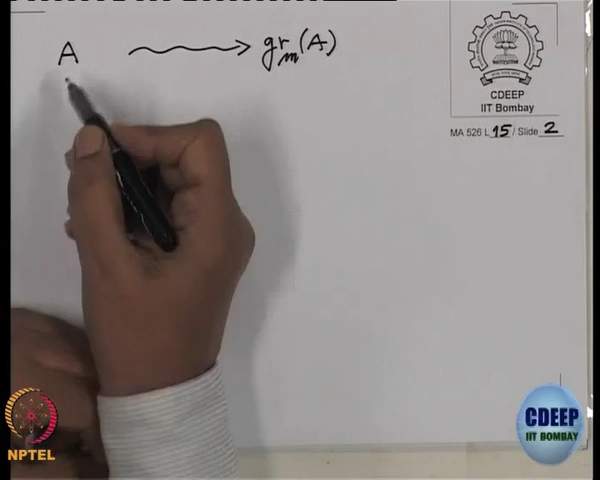 A ⟿ gr_m(A)
CDEEP
IIT Bombay
MA 526 L 15 / Slide 2
NPTEL
CDEEP
IIT BOMBAY